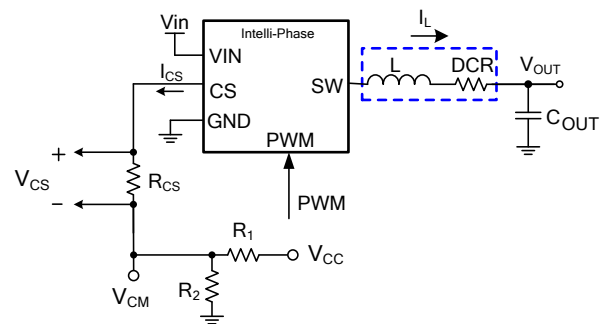 Vin
Intelli-Phase
I_L
VIN
I_CS
CS
SW
L
DCR
V_OUT
GND
C_OUT
PWM
+
V_CS
R_CS
−
PWM
R_1
V_CC
V_CM
R_2